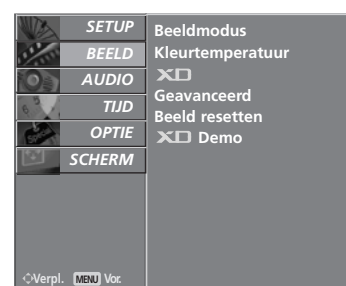 SETUP
BEELD
AUDIO
TIJD
OPTIE
SCHERM
Beeldmodus
Kleurtemperatuur
XD
Geavanceerd
Beeld resetten
XD Demo
Verpl. MENU Vor.